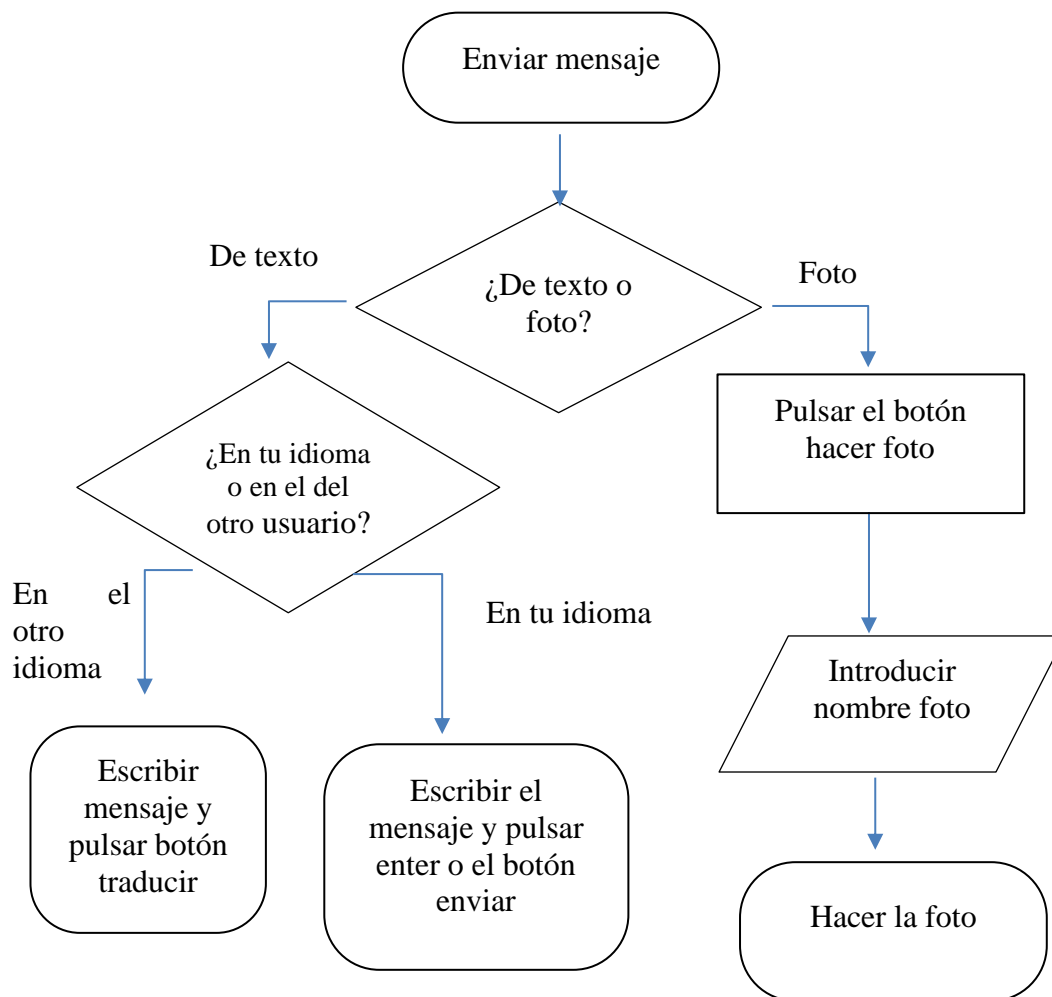 Enviar mensaje
De texto
¿De texto o
foto?
Foto
¿En tu idioma
o en el del
otro usuario?
Pulsar el botón
hacer foto
En el
otro
idioma
En tu idioma
Introducir
nombre foto
Escribir
mensaje y
pulsar botón
traducir
Escribir el
mensaje y pulsar
enter o el botón
enviar
Hacer la foto